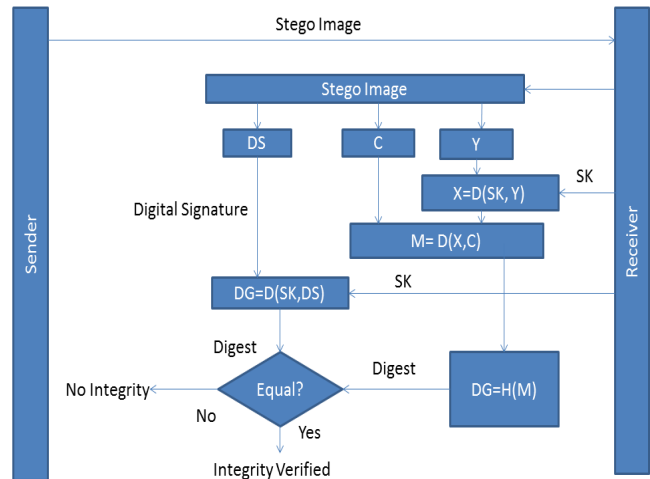 Stego Image
Sender
Receiver
Stego Image
DS
C
Y
SK
X=D(SK, Y)
Digital Signature
M= D(X,C)
SK
DG=D(SK,DS)
Digest
Digest
No Integrity
Equal?
DG=H(M)
No
Yes
Integrity Verified